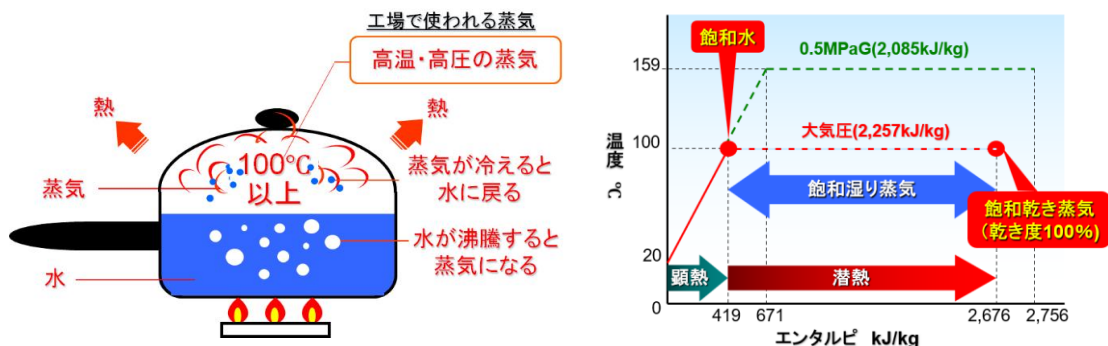 工場で使われる蒸気
高温・高圧の蒸気
熱
熱
100℃
以上
蒸気
蒸気が冷えると
水に戻る
水が沸騰すると
蒸気になる
水
飽和水
0.5MPaG(2,085kJ/kg)
159
大気圧(2,257kJ/kg)
100
温度 ℃
飽和湿り蒸気
飽和乾き蒸気
（乾き度100%）
20
顕熱
潜熱
0
419
671
2,676
2,756
エンタルピ kJ/kg